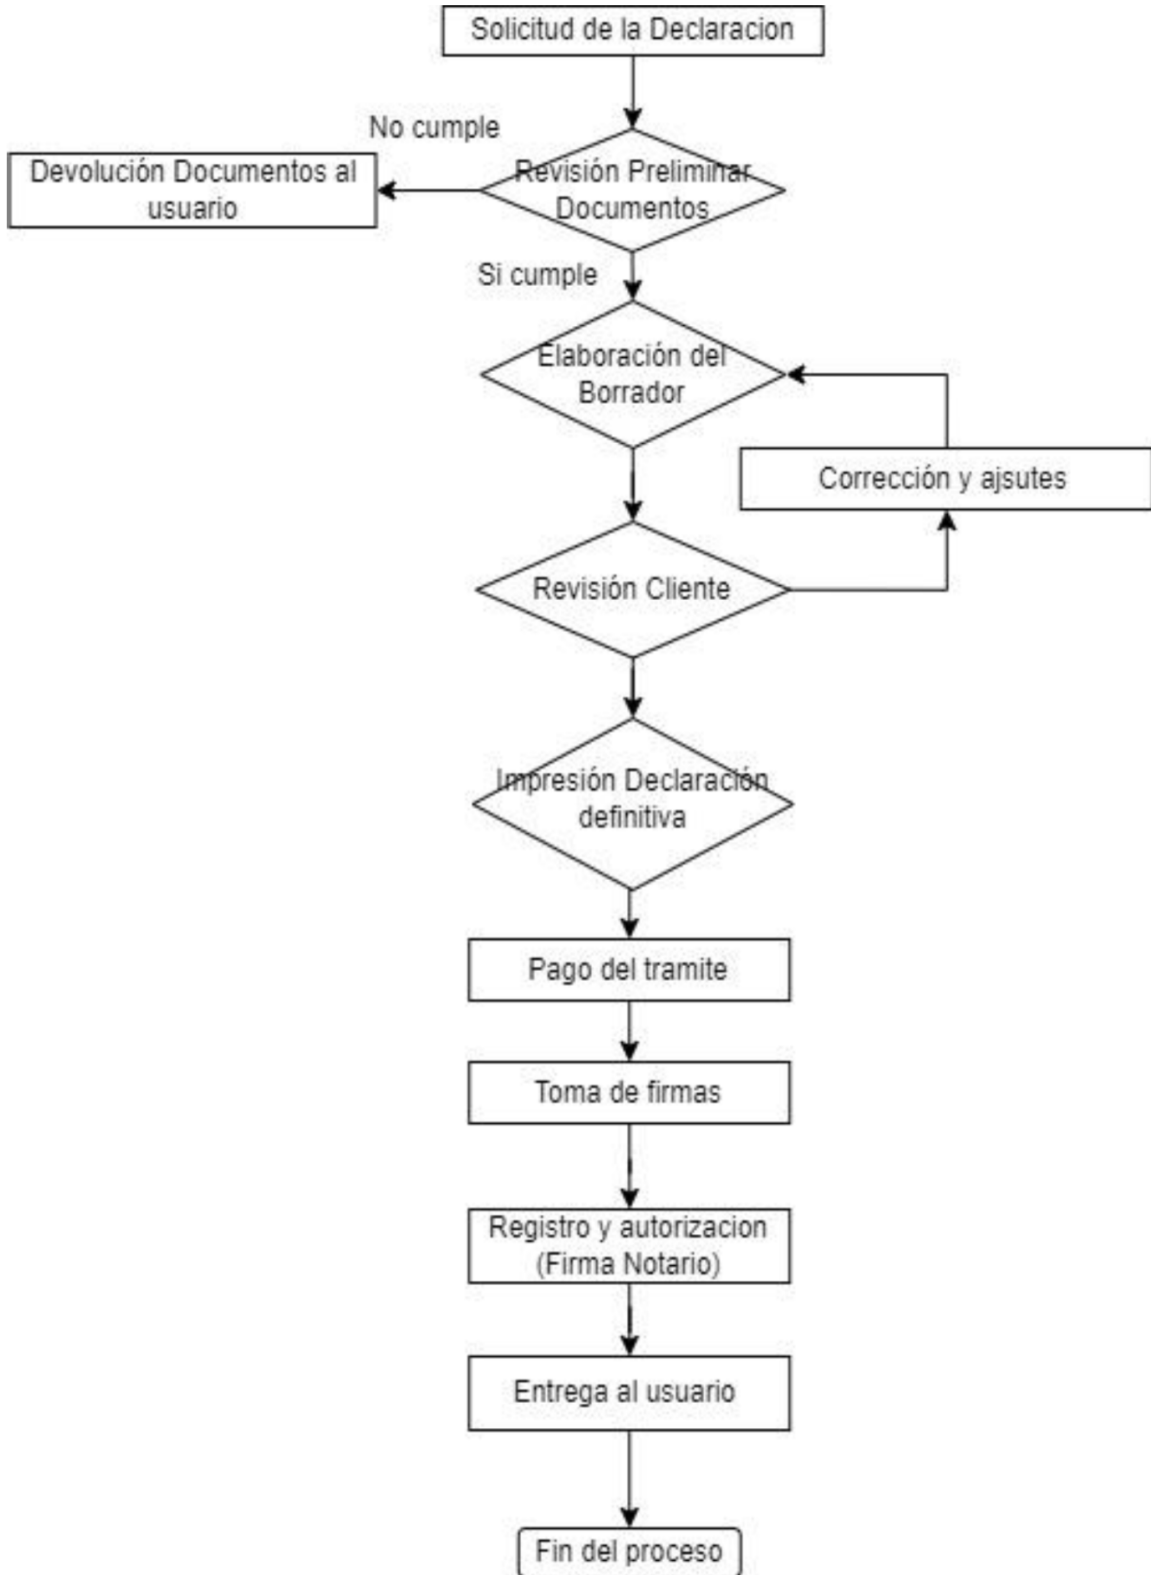 Solicitud de la Declaracion
No cumple
Devolución Documentos al
usuario
Revisión Preliminar
Documentos
Si cumple
Elaboración del
Borrador
Corrección y ajsutes
Revisión Cliente
Impresión Declaración
definitiva
Pago del tramite
Toma de firmas
Registro y autorizacion
(Firma Notario)
Entrega al usuario
Fin del proceso